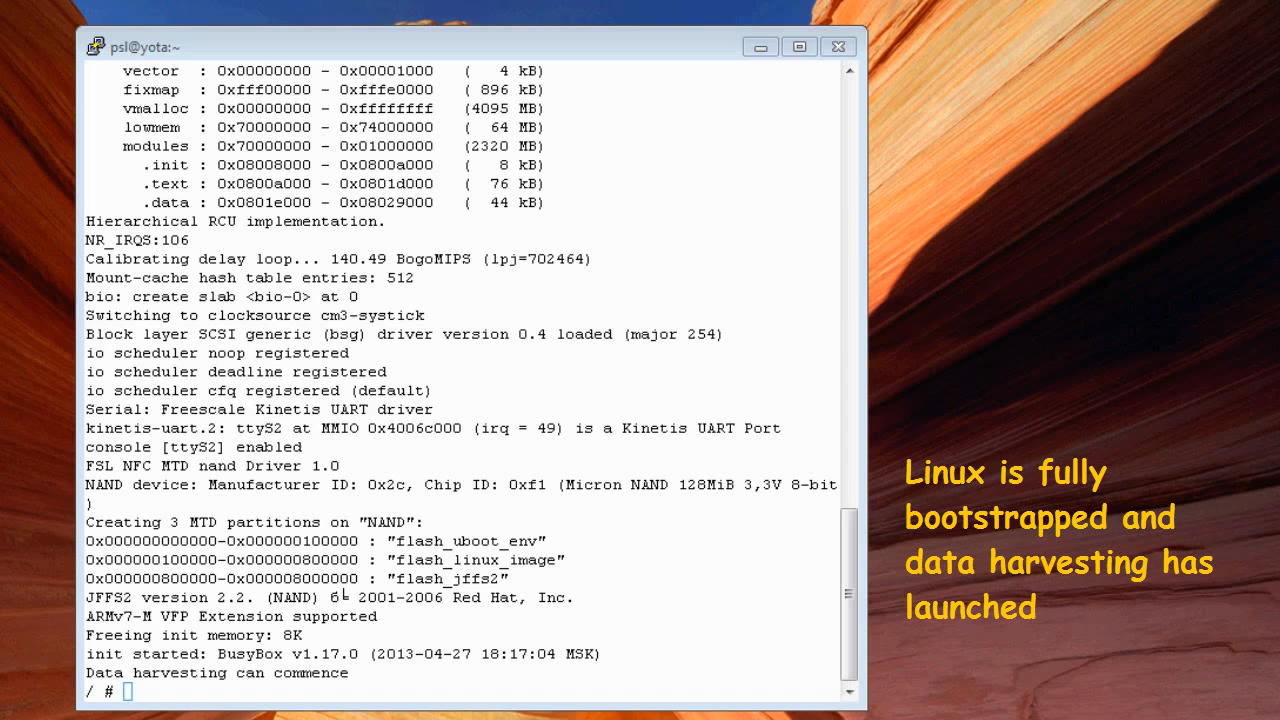 psl@yota:~
vector : 0x00000000 - 0x00001000 ( 4 kB)
fixmap : 0xfff00000 - 0xfffe0000 ( 896 kB)
vmalloc : 0x00000000 - 0xffffffff (4095 MB)
lowmem : 0x70000000 - 0x74000000 ( 64 MB)
modules : 0x70000000 - 0x01000000 (2320 MB)
.init : 0x08008000 - 0x0800a000 ( 8 kB)
.text : 0x0800a000 - 0x0801d000 ( 76 kB)
.data : 0x0801e000 - 0x08029000 ( 44 kB)
Hierarchical RCU implementation.
NR_IRQS:106
Calibrating delay loop... 140.49 BogoMIPS (lpj=702464)
Mount-cache hash table entries: 512
bio: create slab <bio-0> at 0
Switching to clocksource cm3-systick
Block layer SCSI generic (bsg) driver version 0.4 loaded (major 254)
io scheduler noop registered
io scheduler deadline registered
io scheduler cfq registered (default)
Serial: Freescale Kinetis UART driver
kinetis-uart.2: ttyS2 at MMIO 0x4006c000 (irq = 49) is a Kinetis UART Port
console [ttyS2] enabled
FSL NFC MTD nand Driver 1.0
NAND device: Manufacturer ID: 0x2c, Chip ID: 0xf1 (Micron NAND 128MiB 3,3V 8-bit
)
Creating 3 MTD partitions on "NAND":
0x000000000000-0x000000100000 : "flash_uboot_env"
0x000000100000-0x000000800000 : "flash_linux_image"
0x000000800000-0x000008000000 : "flash_jffs2"
JFFS2 version 2.2. (NAND) 2001-2006 Red Hat, Inc.
ARMv7-M VFP Extension supported
Freeing init memory: 8K
init started: BusyBox v1.17.0 (2013-04-27 18:17:04 MSK)
Data harvesting can commence
/ #
Linux is fully
bootstrapped and
data harvesting has
launched